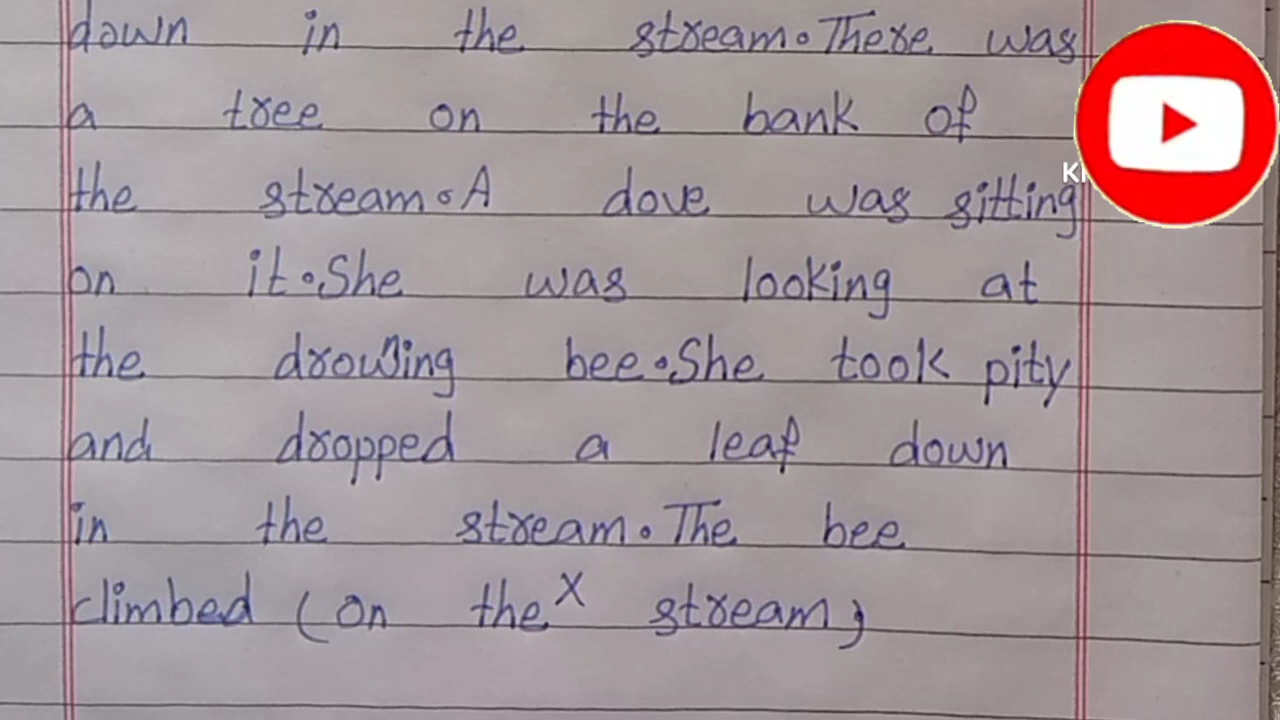 down in the stream. There was
a tree on the bank of
the stream. A dove was sitting
on it. She was looking at
the drowing bee. She took pity
and dropped a leaf down
in the stream. The bee
climbed (on the X stream)